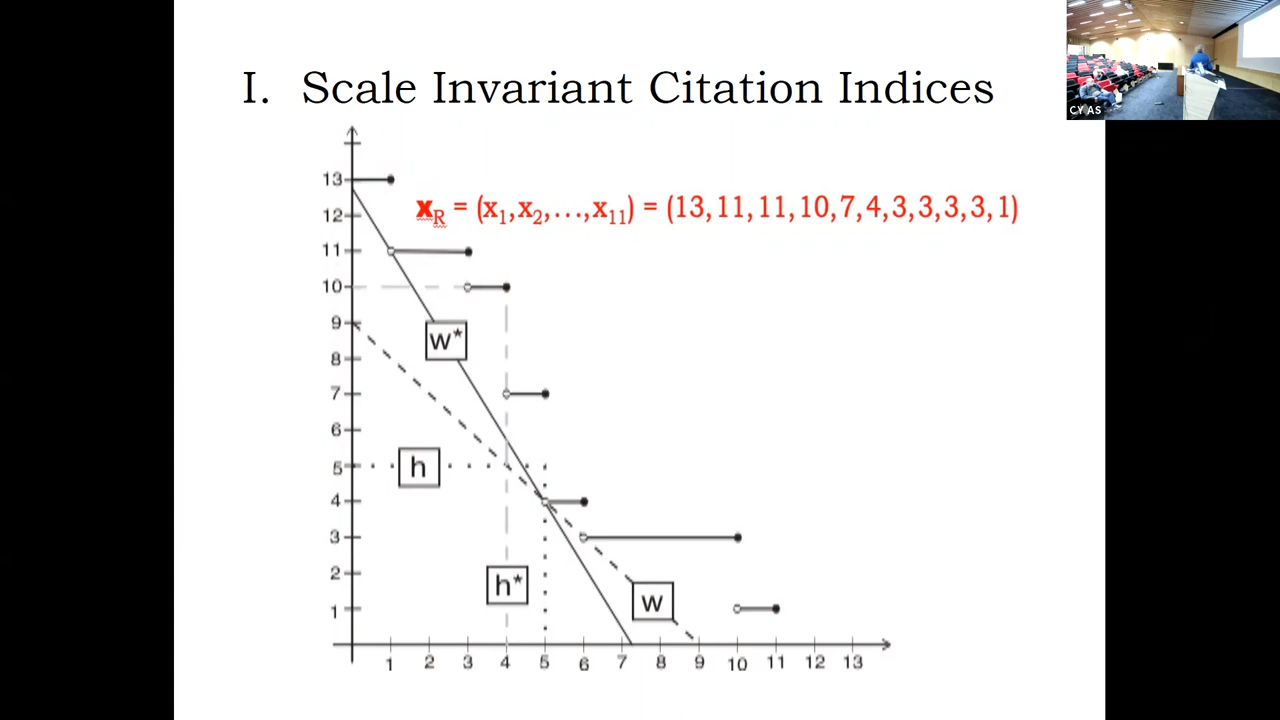 I. Scale Invariant Citation Indices
CY AS
x_R = (x_1,x_2,…,x_11) = (13,11,11,10,7,4,3,3,3,3,1)
13
12
11
10
9
8
7
6
5
4
3
2
1
w*
h
h*
w
1 2 3 4 5 6 7 8 9 10 11 12 13